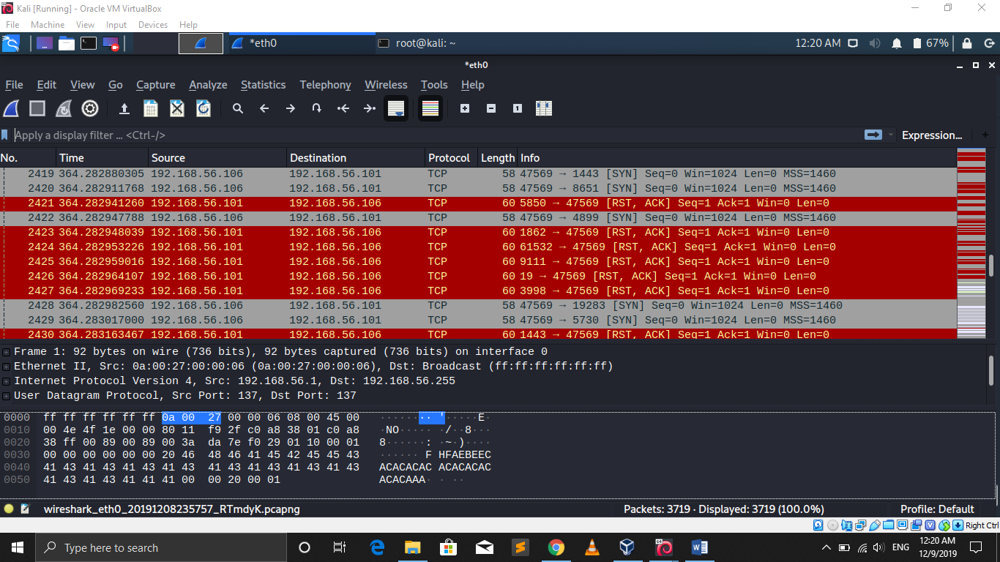 Kali [Running] - Oracle VM VirtualBox
File Machine View Input Devices Help
*eth0 root@kali: ~ 12:20 AM 67%
*eth0
File Edit View Go Capture Analyze Statistics Telephony Wireless Tools Help
Apply a display filter ... <Ctrl-/> Expression... +
No. Time Source Destination Protocol Length Info
2419 364.282880305 192.168.56.106 192.168.56.101 TCP 58 47569 → 1443 [SYN] Seq=0 Win=1024 Len=0 MSS=1460
2420 364.282911768 192.168.56.106 192.168.56.101 TCP 58 47569 → 8651 [SYN] Seq=0 Win=1024 Len=0 MSS=1460
2421 364.282941260 192.168.56.101 192.168.56.106 TCP 60 5850 → 47569 [RST, ACK] Seq=1 Ack=1 Win=0 Len=0
2422 364.282947788 192.168.56.106 192.168.56.101 TCP 58 47569 → 4899 [SYN] Seq=0 Win=1024 Len=0 MSS=1460
2423 364.282948039 192.168.56.101 192.168.56.106 TCP 60 1862 → 47569 [RST, ACK] Seq=1 Ack=1 Win=0 Len=0
2424 364.282953226 192.168.56.101 192.168.56.106 TCP 60 61532 → 47569 [RST, ACK] Seq=1 Ack=1 Win=0 Len=0
2425 364.282959016 192.168.56.101 192.168.56.106 TCP 60 9111 → 47569 [RST, ACK] Seq=1 Ack=1 Win=0 Len=0
2426 364.282964107 192.168.56.101 192.168.56.106 TCP 60 19 → 47569 [RST, ACK] Seq=1 Ack=1 Win=0 Len=0
2427 364.282969233 192.168.56.101 192.168.56.106 TCP 60 3998 → 47569 [RST, ACK] Seq=1 Ack=1 Win=0 Len=0
2428 364.282982560 192.168.56.106 192.168.56.101 TCP 58 47569 → 19283 [SYN] Seq=0 Win=1024 Len=0 MSS=1460
2429 364.283017000 192.168.56.106 192.168.56.101 TCP 58 47569 → 5730 [SYN] Seq=0 Win=1024 Len=0 MSS=1460
2430 364.283163467 192.168.56.101 192.168.56.106 TCP 60 1443 → 47569 [RST, ACK] Seq=1 Ack=1 Win=0 Len=0
Frame 1: 92 bytes on wire (736 bits), 92 bytes captured (736 bits) on interface 0
Ethernet II, Src: 0a:00:27:00:00:06 (0a:00:27:00:00:06), Dst: Broadcast (ff:ff:ff:ff:ff:ff)
Internet Protocol Version 4, Src: 192.168.56.1, Dst: 192.168.56.255
User Datagram Protocol, Src Port: 137, Dst Port: 137
0000 ff ff ff ff ff ff 0a 00 27 00 00 06 08 00 45 00 ········ '·····E·
0010 00 4e 4f 1e 00 00 80 11 f9 2f c0 a8 38 01 c0 a8 ·NO····· ·/··8···
0020 38 ff 00 89 00 89 00 3a da 7e f0 29 01 10 00 01 8······: ·~·)····
0030 00 00 00 00 00 00 20 46 48 46 41 45 42 45 45 43 ······ F HFAEBEEC
0040 41 43 41 43 41 43 41 43 41 43 41 43 41 43 41 43 ACACACAC ACACACAC
0050 41 43 41 43 41 41 41 00 00 20 00 01 ACACAAA· · ··
wireshark_eth0_20191208235757_RTmdyK.pcapng Packets: 3719 · Displayed: 3719 (100.0%) Profile: Default
Right Ctrl
Type here to search ENG 12:20 AM
12/9/2019